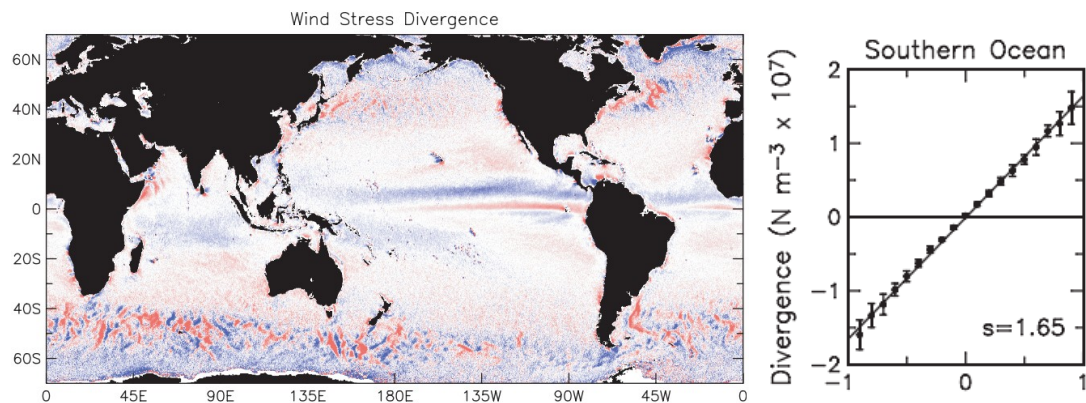 Wind Stress Divergence
60N
40N
20N
0
20S
40S
60S
0 45E 90E 135E 180E 135W 90W 45W 0
Southern Ocean
Divergence (N m⁻³ x 10⁷)
2
1
0
-1
-2
s=1.65
-1 0 1